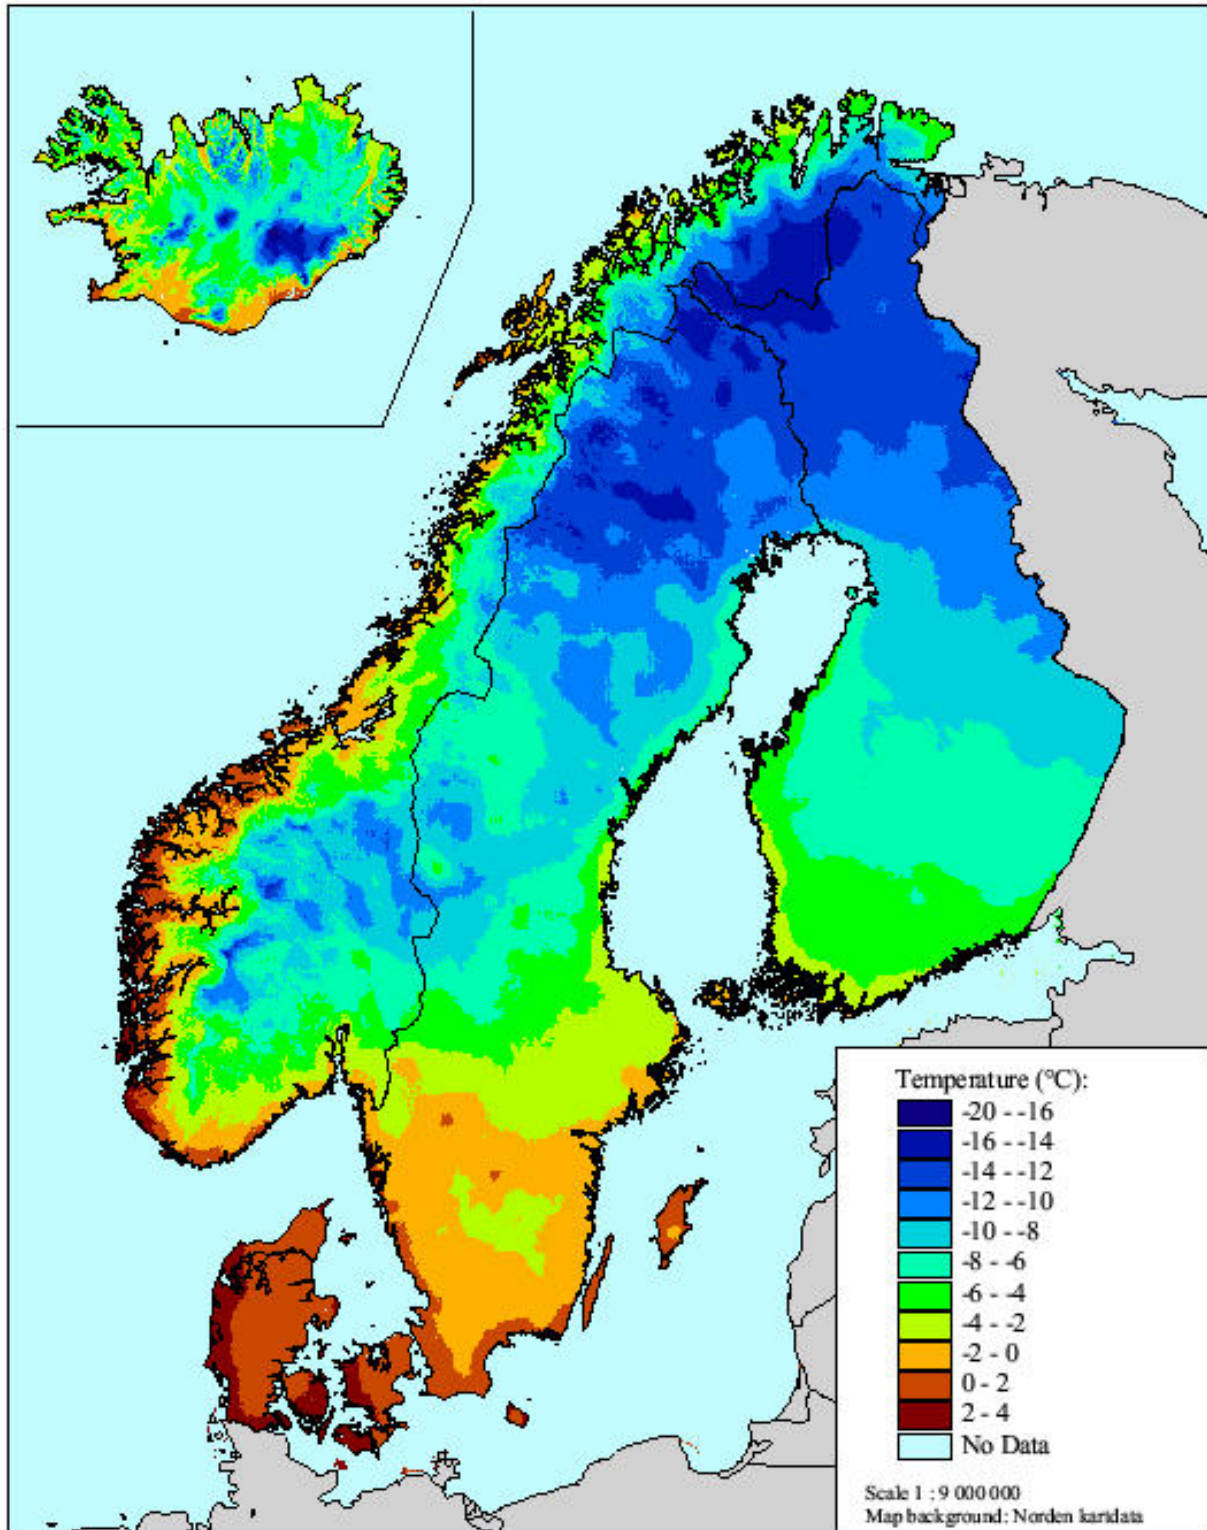 Temperature (°C):
-20 - -16
-16 - -14
-14 - -12
-12 - -10
-10 - -8
-8 - -6
-6 - -4
-4 - -2
-2 - 0
0 - 2
2 - 4
No Data
Scale 1 : 9 000 000
Map background: Norden kartdata